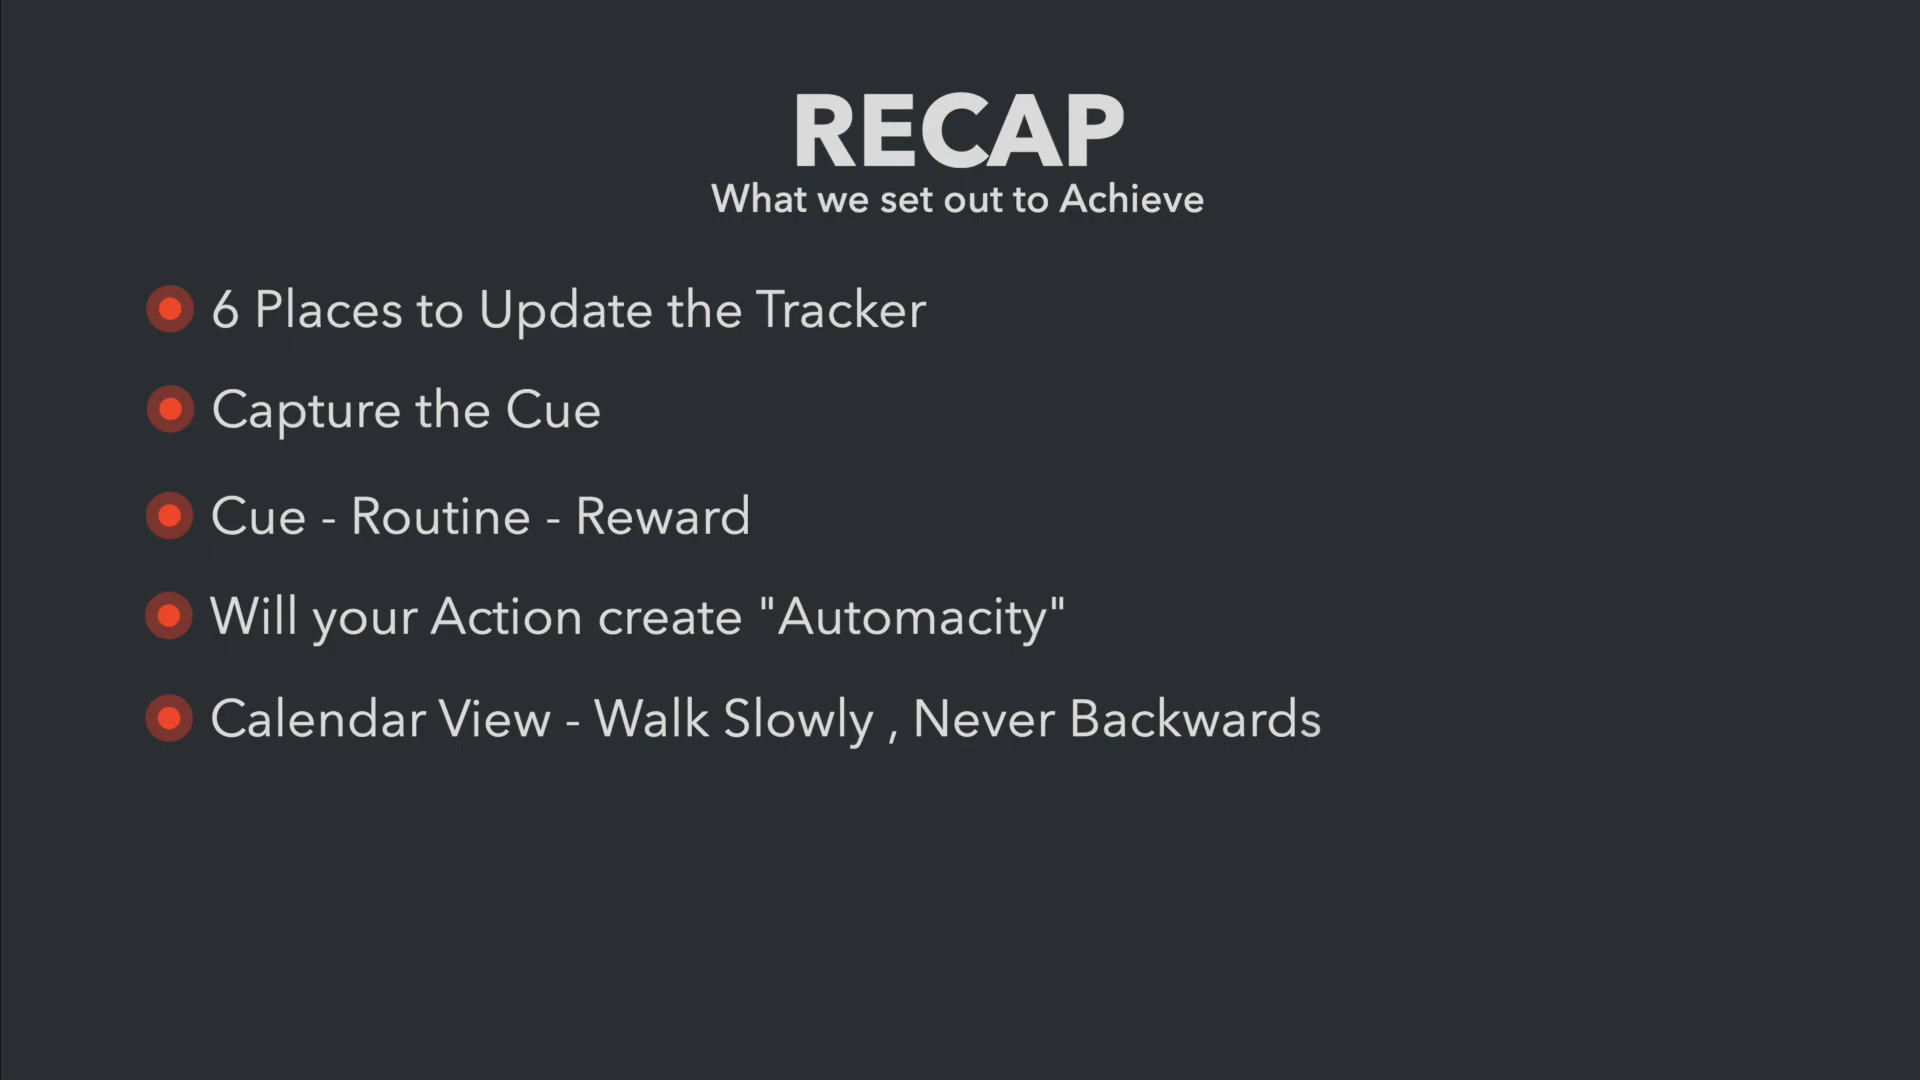 RECAP
What we set out to Achieve
6 Places to Update the Tracker
Capture the Cue
Cue - Routine - Reward
Will your Action create "Automacity"
Calendar View - Walk Slowly , Never Backwards